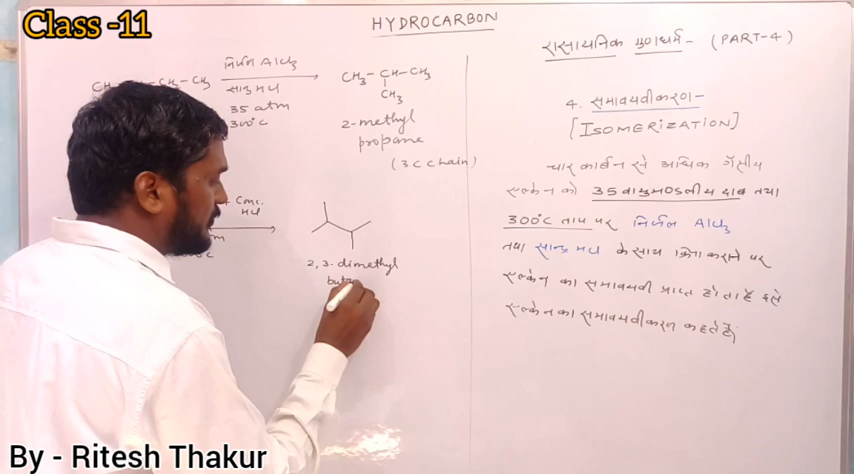 Class -11
HYDROCARBON
रासायनिक गुणधर्म - (PART-4)
निर्जल AlCl₃
CH₃ - CH₃
सान्द्र HCl
35 atm
300°C
CH₃-CH-CH₃
CH₃
2-methyl
propane
(3C Chain)
4. समावयवीकरण-
[ISOMERIZATION]
चार कार्बन से अधिक गैसीय
एल्केन को 35 वायुमण्डलीय दाब तथा
300°C ताप पर निर्जल AlCl₃
तथा सान्द्र HCl के साथ क्रिया कराने पर
एल्केन का समावयवी प्राप्त होता है इसे
एल्केन का समावयवीकरण कहते हैं|
+ Conc.
HCl
2,3-dimethyl
By - Ritesh Thakur